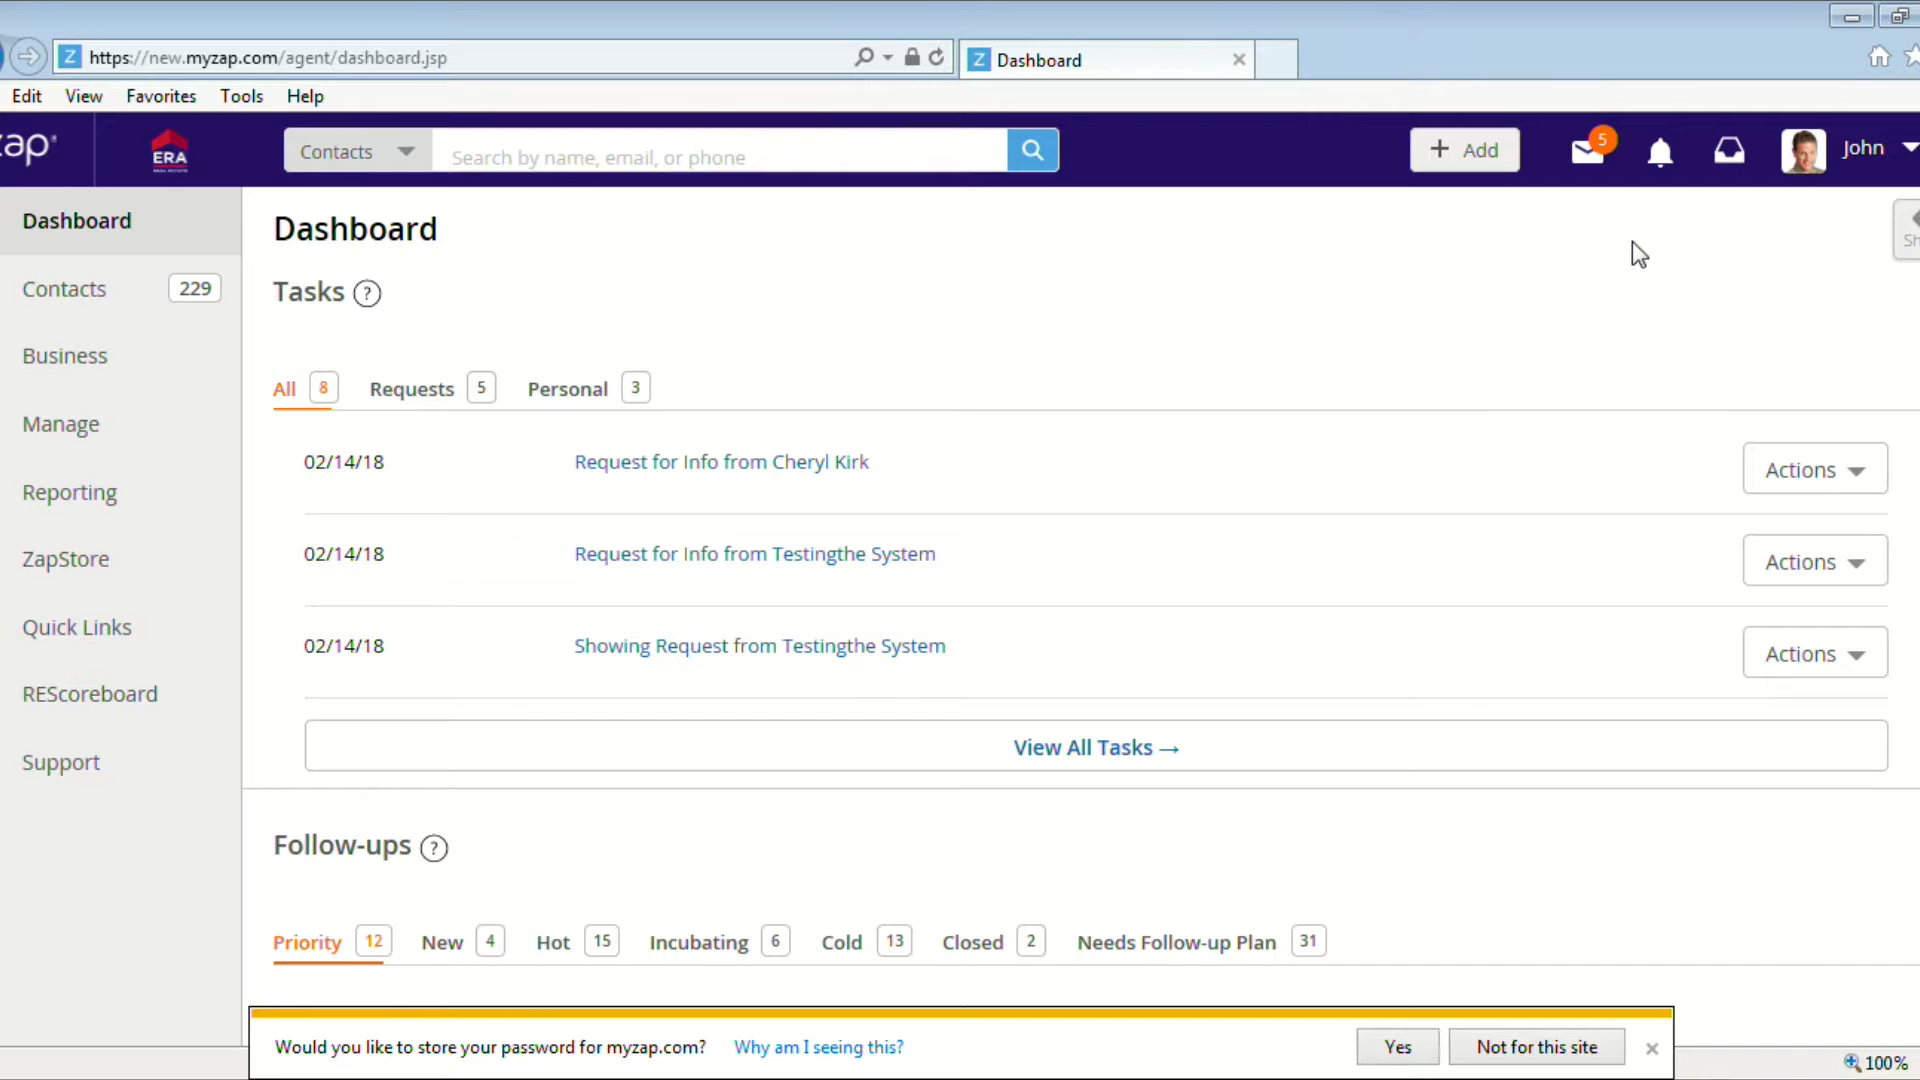 https://new.myzap.com/agent/dashboard.jsp
Dashboard
Edit View Favorites Tools Help
zap
ERA
Contacts
Search by name, email, or phone
+ Add
5
John
Dashboard
Contacts 229
Business
Manage
Reporting
ZapStore
Quick Links
REScoreboard
Support
Dashboard
Sh
Tasks ?
All 8 Requests 5 Personal 3
02/14/18 Request for Info from Cheryl Kirk Actions
02/14/18 Request for Info from Testingthe System Actions
02/14/18 Showing Request from Testingthe System Actions
View All Tasks →
Follow-ups ?
Priority 12 New 4 Hot 15 Incubating 6 Cold 13 Closed 2 Needs Follow-up Plan 31
Would you like to store your password for myzap.com? Why am I seeing this? Yes Not for this site
100%